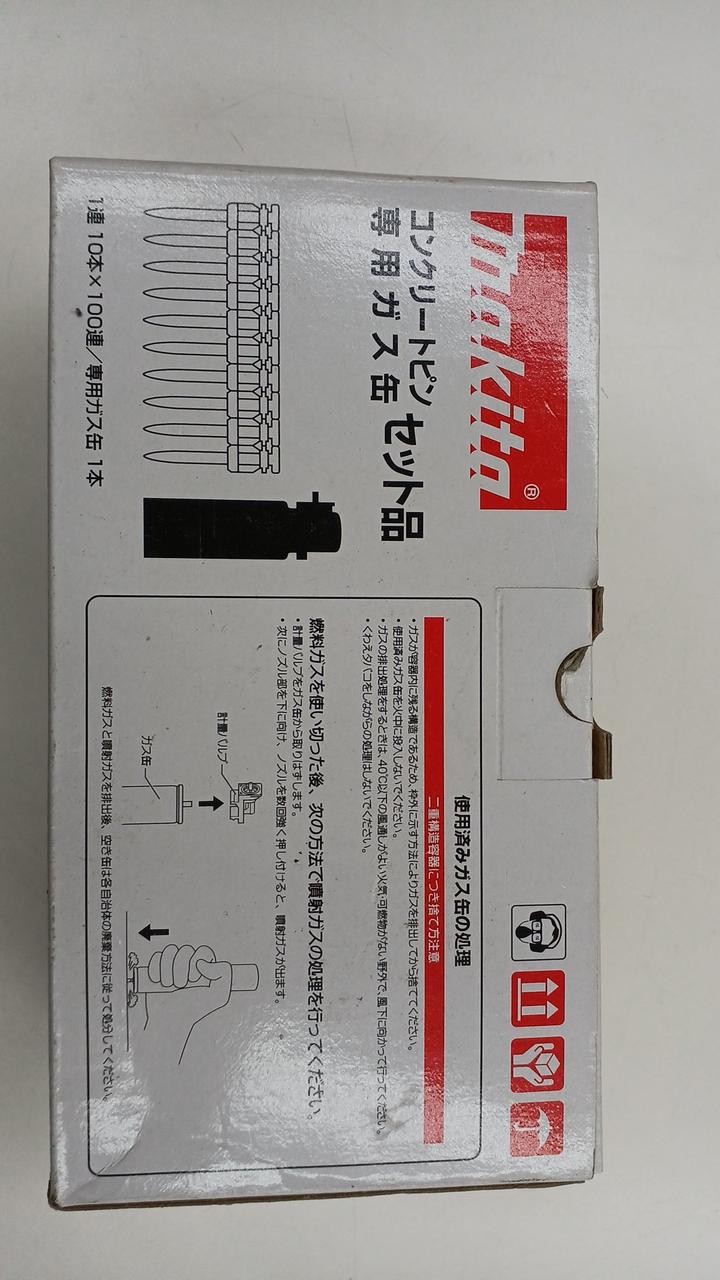 makita®
コンクリートピン
専用ガス缶
セット品
1連 10本×100連/専用ガス缶 1本
使用済みガス缶の処理
二重構造容器につき捨て方注意
・ガスが容器内に残る構造であるため、枠外に示す方法によりガスを排出してから捨ててください。
・使用済みガス缶を火中に投入しないでください。
・ガスの排出処理をするときは、40℃以下の風通しがよい火気・可燃物がない野外で、風下に向かって行ってください。
・くわえタバコをしながらの処理はしないでください。
燃料ガスを使い切った後、次の方法で噴射ガスの処理を行ってください。
・計量バルブをガス缶から取りはずします。
・次にノズル部を下に向け、ノズルを数回強く押し付けると、噴射ガスが出ます。
計量バルブ
ガス缶
燃料ガスと噴射ガスを排出後、空き缶は各自治体の廃棄方法に従って処分してください。